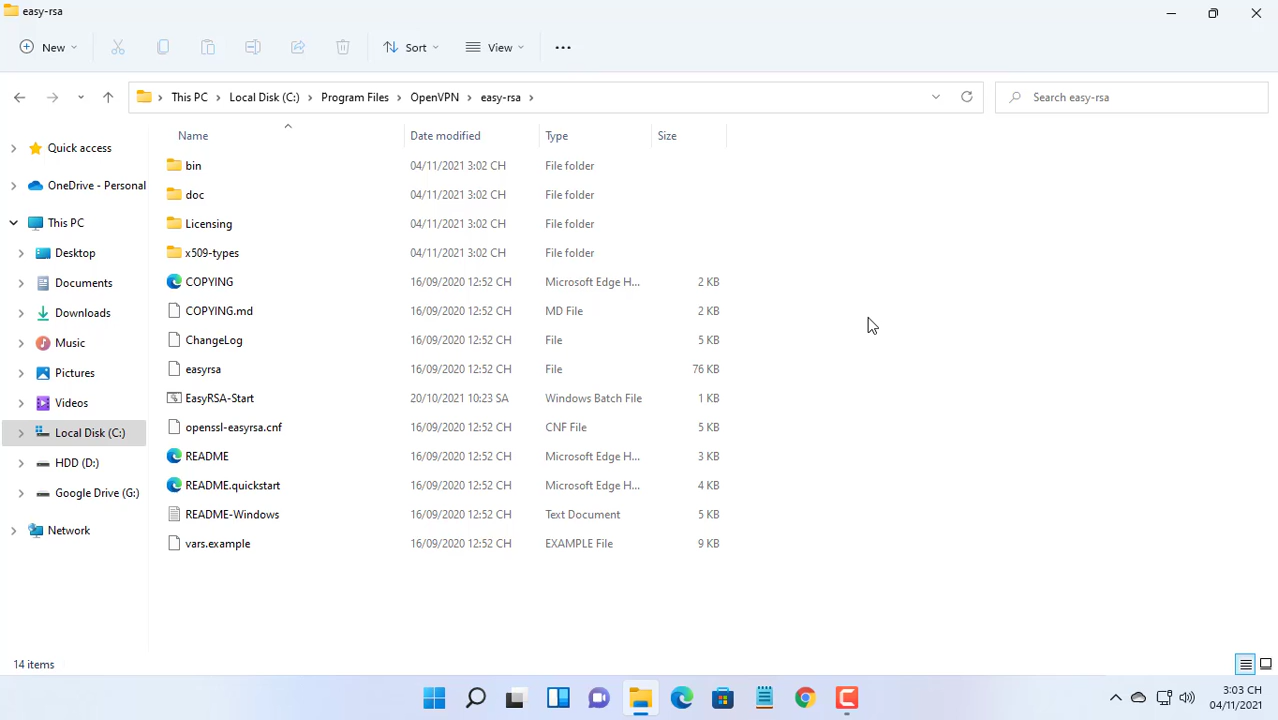 easy-rsa
New
Sort
View
This PC > Local Disk (C:) > Program Files > OpenVPN > easy-rsa >
Search easy-rsa
Quick access
OneDrive - Personal
This PC
Desktop
Documents
Downloads
Music
Pictures
Videos
Local Disk (C:)
HDD (D:)
Google Drive (G:)
Network
Name Date modified Type Size
bin 04/11/2021 3:02 CH File folder
doc 04/11/2021 3:02 CH File folder
Licensing 04/11/2021 3:02 CH File folder
x509-types 04/11/2021 3:02 CH File folder
COPYING 16/09/2020 12:52 CH Microsoft Edge H... 2 KB
COPYING.md 16/09/2020 12:52 CH MD File 2 KB
ChangeLog 16/09/2020 12:52 CH File 5 KB
easyrsa 16/09/2020 12:52 CH File 76 KB
EasyRSA-Start 20/10/2021 10:23 SA Windows Batch File 1 KB
openssl-easyrsa.cnf 16/09/2020 12:52 CH CNF File 5 KB
README 16/09/2020 12:52 CH Microsoft Edge H... 3 KB
README.quickstart 16/09/2020 12:52 CH Microsoft Edge H... 4 KB
README-Windows 16/09/2020 12:52 CH Text Document 5 KB
vars.example 16/09/2020 12:52 CH EXAMPLE File 9 KB
14 items
3:03 CH
04/11/2021